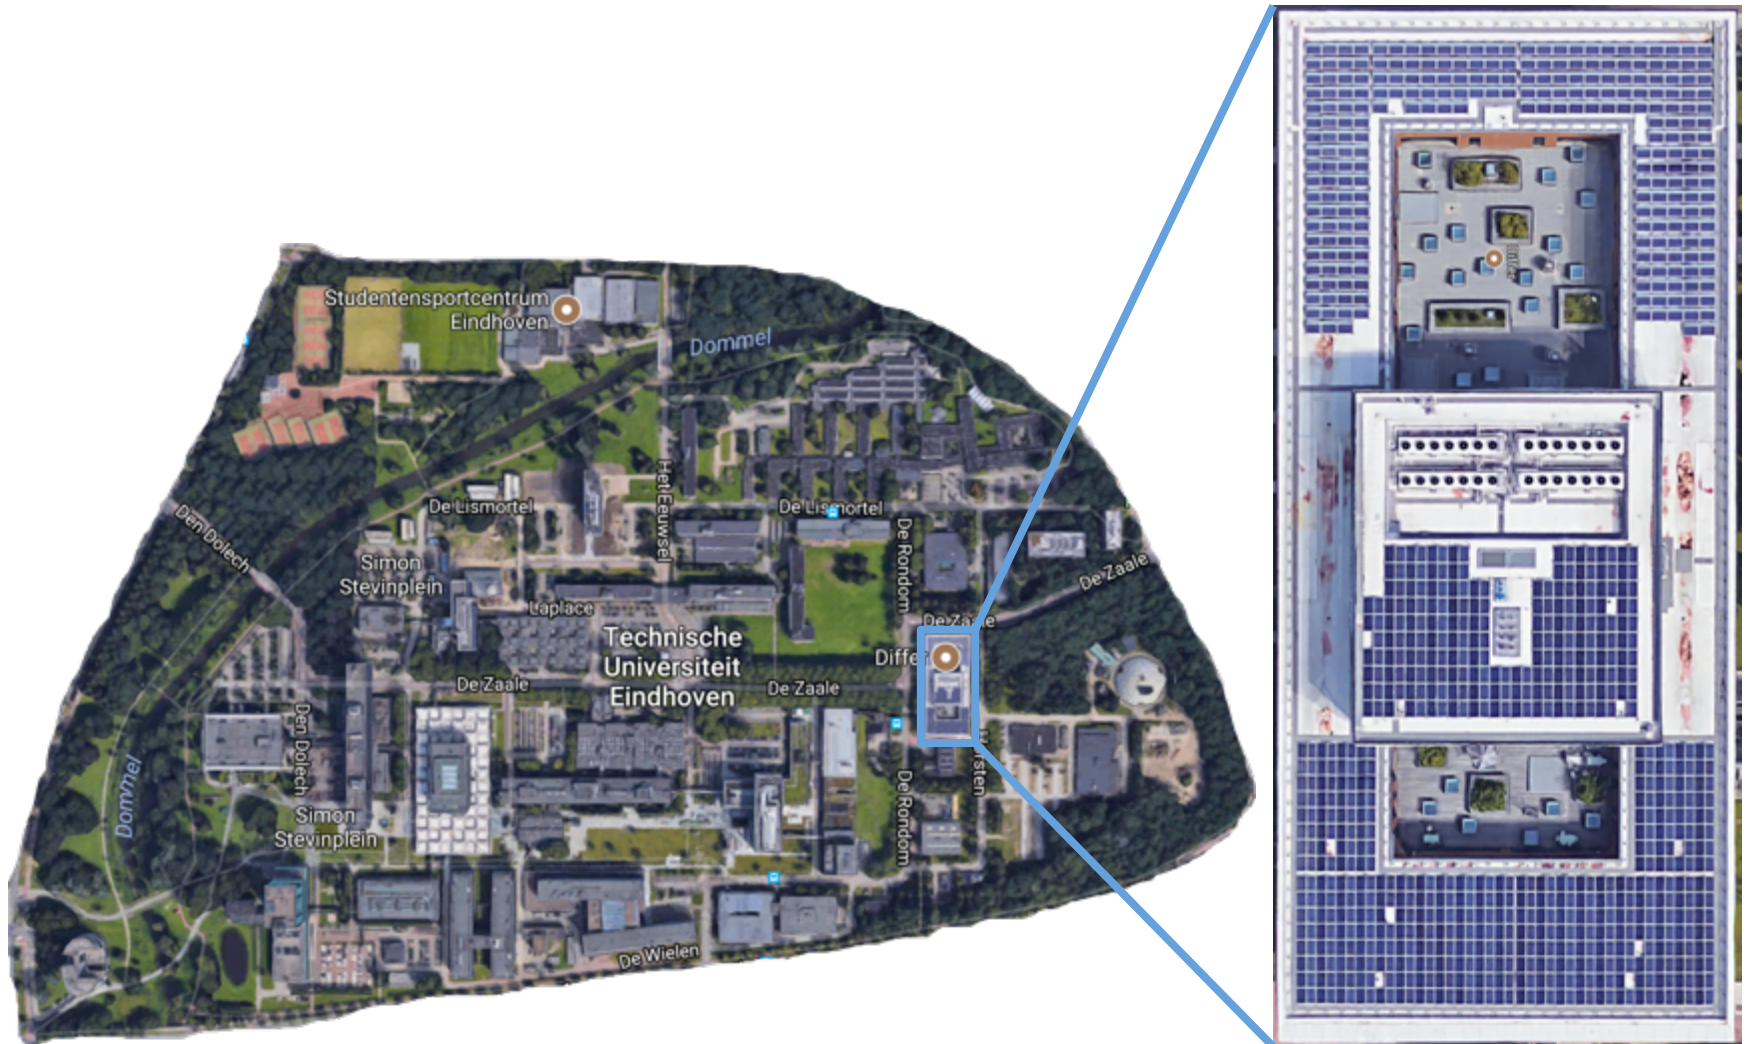 Studentensportcentrum
Eindhoven
Dommel
De Lismortel
De Lismortel
Het Eeuwsel
Den Dolech
Simon
Stevinplein
De Rondom
De Zaale
Laplace
De Zaale
Technische
Universiteit
Eindhoven
Differ
De Zaale
De Zaale
Den Dolech
Dommel
De Rondom
Simon
Stevinplein
De Wielen